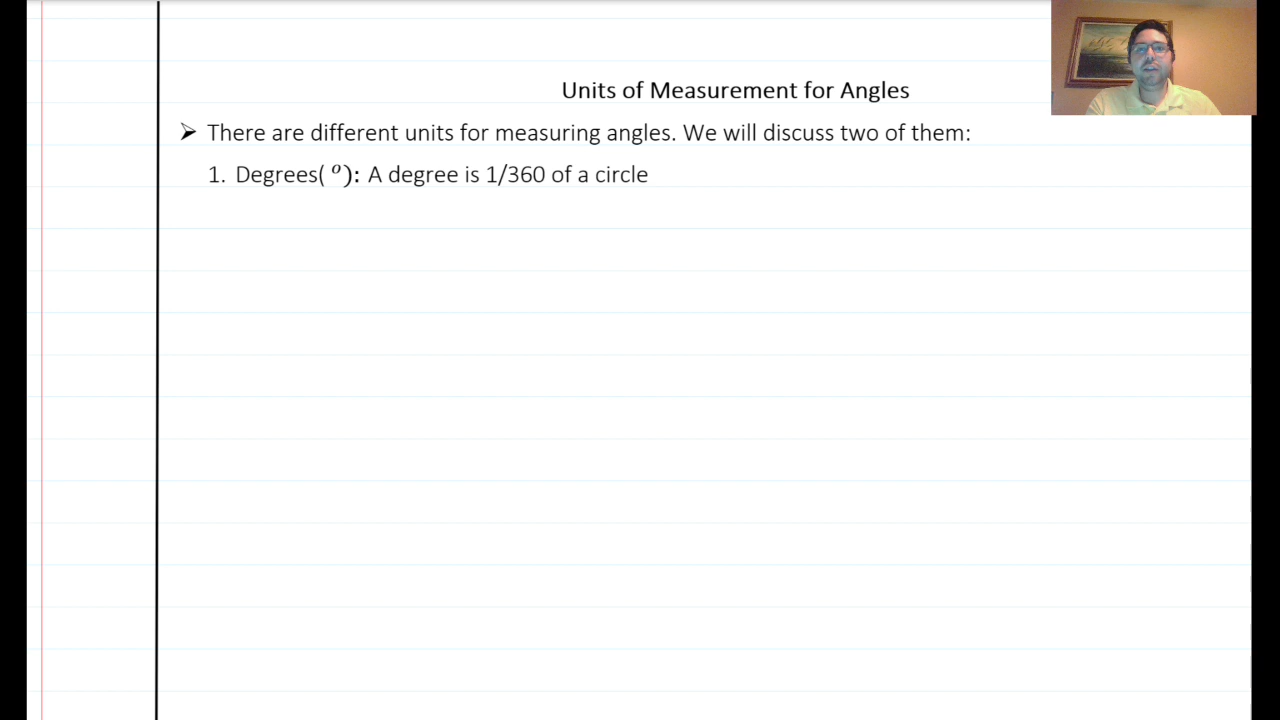 Units of Measurement for Angles
➢ There are different units for measuring angles. We will discuss two of them:
1. Degrees( °): A degree is 1/360 of a circle